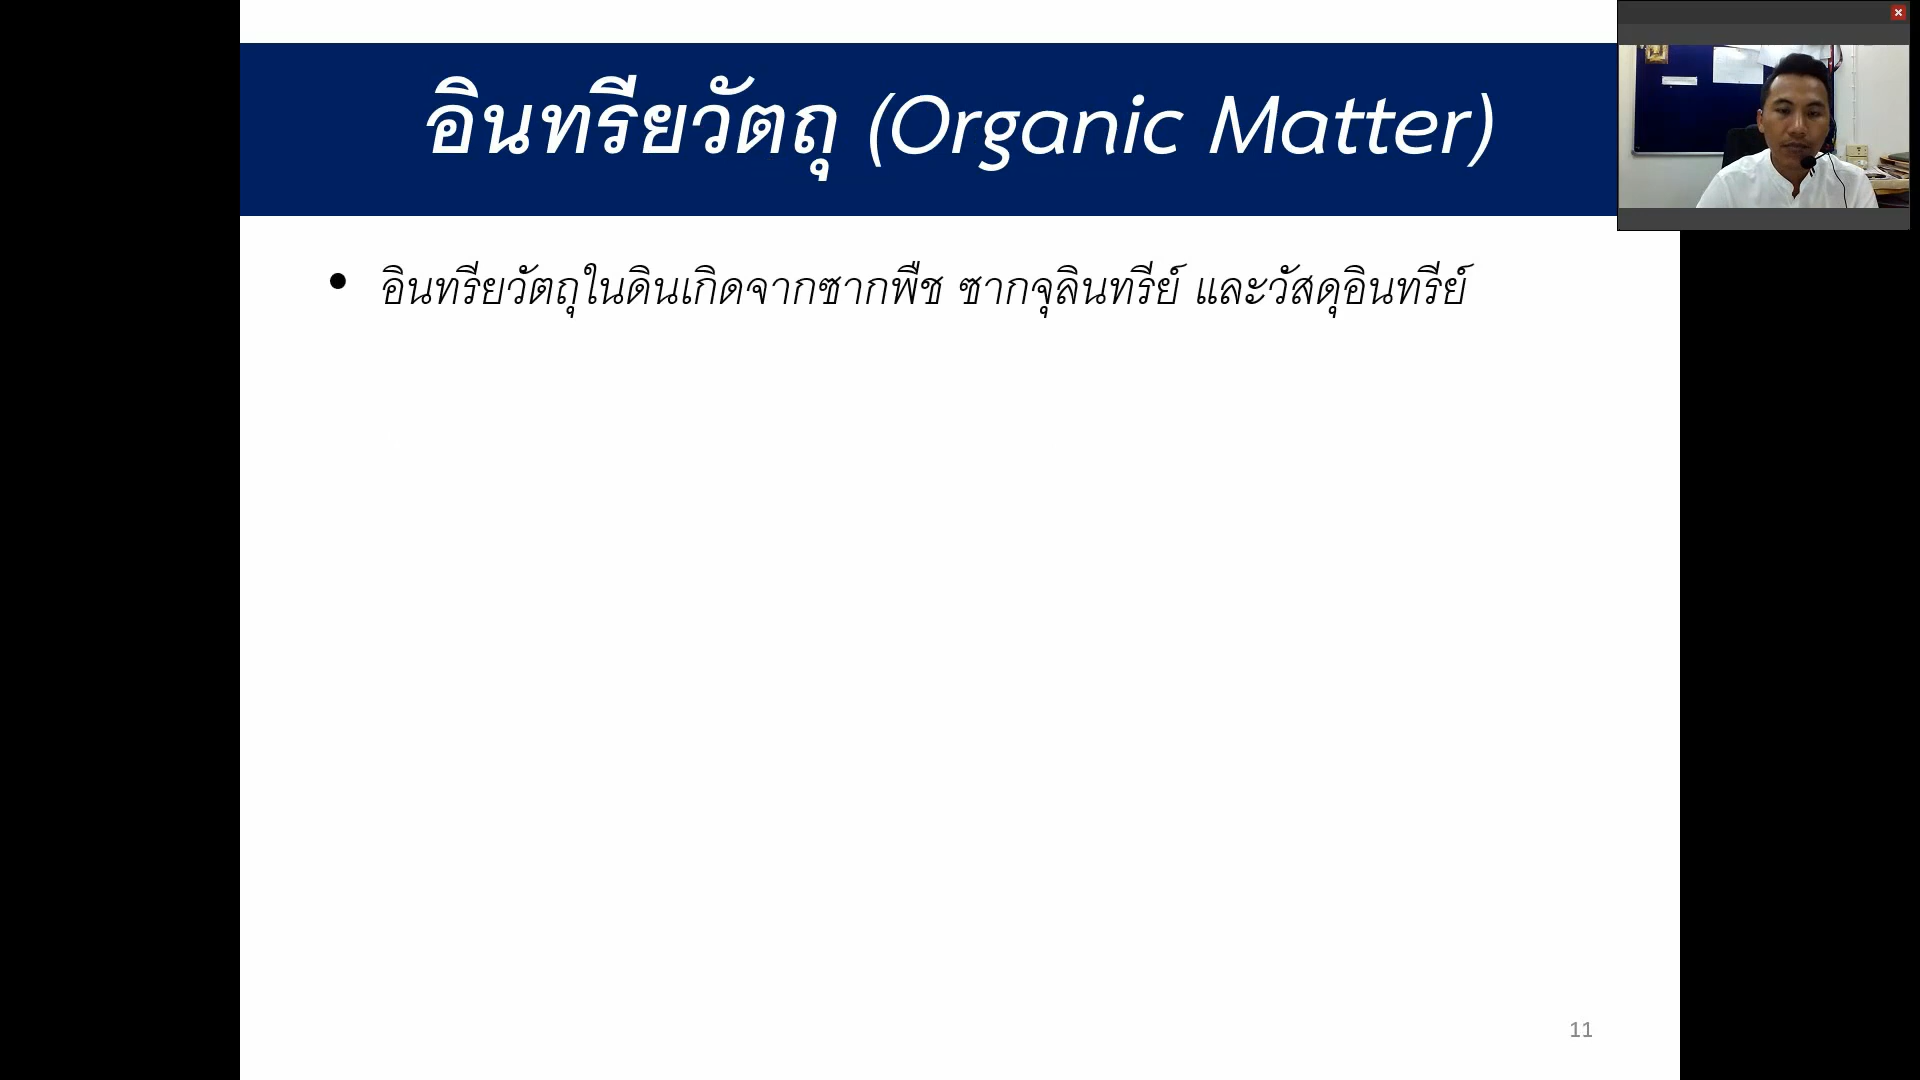 อินทรียวัตถุ (Organic Matter)
• อินทรียวัตถุในดินเกิดจากซากพืช ซากจุลินทรีย์ และวัสดุอินทรีย์
11